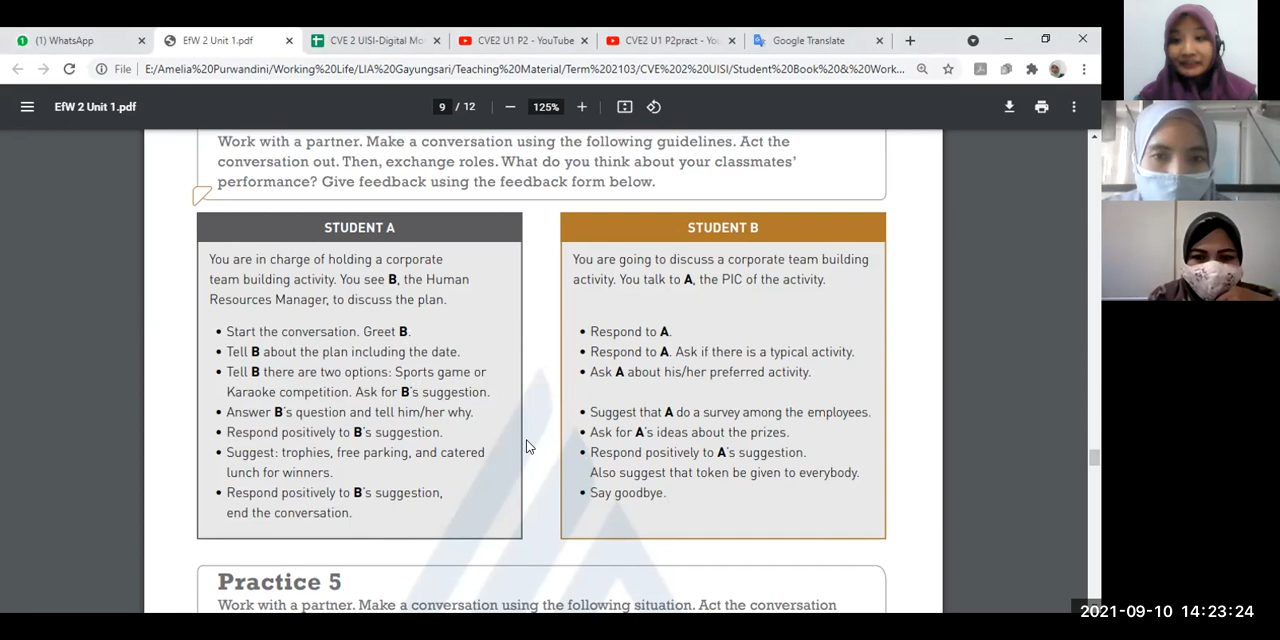 (1) WhatsApp
EfW 2 Unit 1.pdf
CVE 2 UISI-Digital Mo
CVE2 U1 P2 - YouTube
CVE2 U1 P2pract - You
Google Translate
File
E:/Amelia%20Purwandini/Working%20Life/LIA%20Gayungsari/Teaching%20Material/Term%202103/CVE%202%20UISI/Student%20Book%20&%20Work...
EfW 2 Unit 1.pdf
9 / 12
125%
Work with a partner. Make a conversation using the following guidelines. Act the
conversation out. Then, exchange roles. What do you think about your classmates'
performance? Give feedback using the feedback form below.
STUDENT A
You are in charge of holding a corporate
team building activity. You see B, the Human
Resources Manager, to discuss the plan.
• Start the conversation. Greet B.
• Tell B about the plan including the date.
• Tell B there are two options: Sports game or
Karaoke competition. Ask for B's suggestion.
• Answer B's question and tell him/her why.
• Respond positively to B's suggestion.
• Suggest: trophies, free parking, and catered
lunch for winners.
• Respond positively to B's suggestion,
end the conversation.
STUDENT B
You are going to discuss a corporate team building
activity. You talk to A, the PIC of the activity.
• Respond to A.
• Respond to A. Ask if there is a typical activity.
• Ask A about his/her preferred activity.
• Suggest that A do a survey among the employees.
• Ask for A's ideas about the prizes.
• Respond positively to A's suggestion.
Also suggest that token be given to everybody.
• Say goodbye.
Practice 5
Work with a partner. Make a conversation using the following situation. Act the conversation
2021-09-10 14:23:24